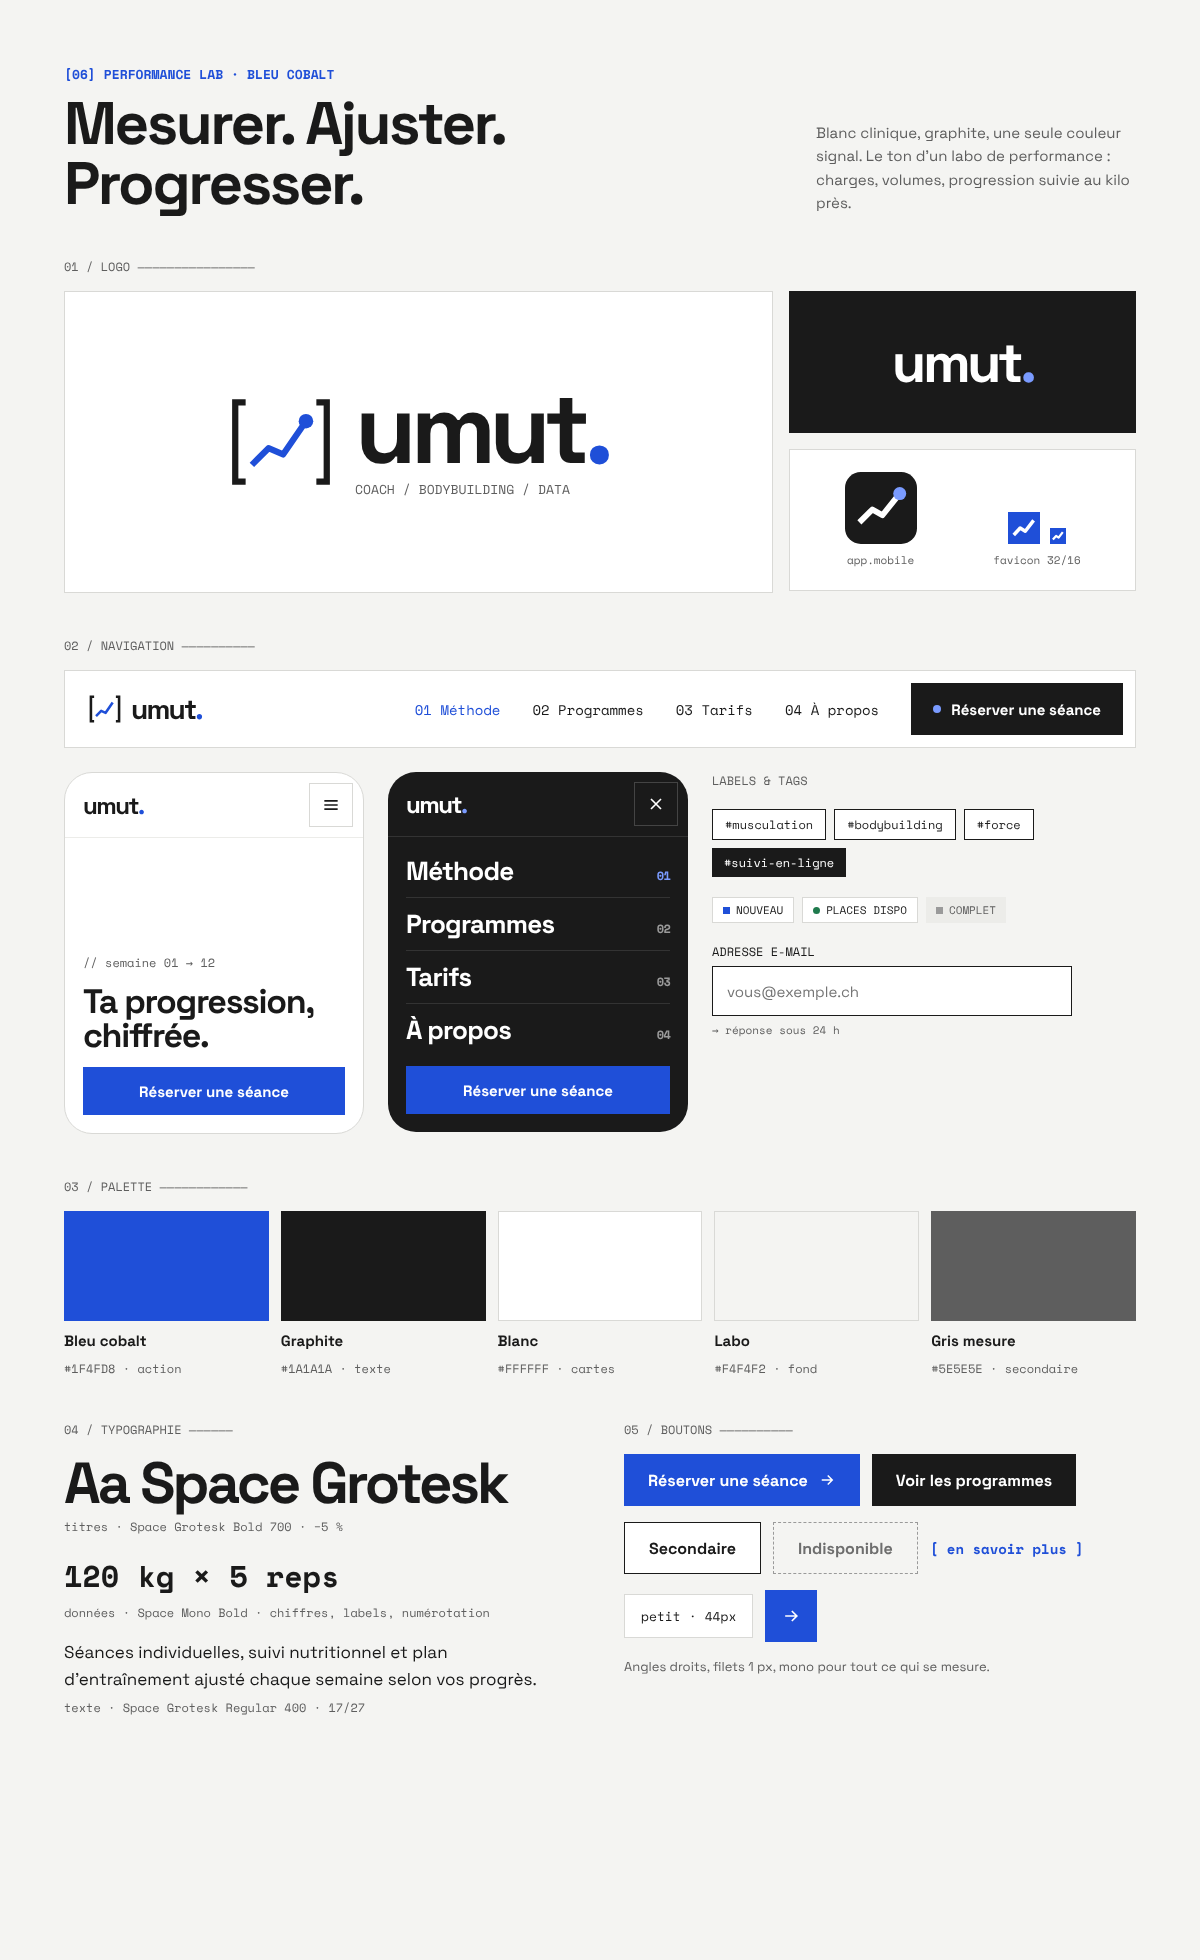 [06] PERFORMANCE LAB · BLEU COBALT
Mesurer. Ajuster.
Progresser.
Blanc clinique, graphite, une seule couleur
signal. Le ton d’un labo de performance :
charges, volumes, progression suivie au kilo
près.
01 / LOGO ————————————————
[ ] umut.
COACH / BODYBUILDING / DATA
umut.
app.mobile
favicon 32/16
02 / NAVIGATION ——————————
[ ] umut.
01 Méthode
02 Programmes
03 Tarifs
04 À propos
Réserver une séance
umut.
// semaine 01 → 12
Ta progression,
chiffrée.
Réserver une séance
umut.
Méthode 01
Programmes 02
Tarifs 03
À propos 04
Réserver une séance
LABELS & TAGS
#musculation
#bodybuilding
#force
#suivi-en-ligne
NOUVEAU
PLACES DISPO
COMPLET
ADRESSE E-MAIL
vous@exemple.ch
→ réponse sous 24 h
03 / PALETTE ————————————
Bleu cobalt
#1F4FD8 · action
Graphite
#1A1A1A · texte
Blanc
#FFFFFF · cartes
Labo
#F4F4F2 · fond
Gris mesure
#5E5E5E · secondaire
04 / TYPOGRAPHIE ——————
Aa Space Grotesk
titres · Space Grotesk Bold 700 · -5 %
120 kg × 5 reps
données · Space Mono Bold · chiffres, labels, numérotation
Séances individuelles, suivi nutritionnel et plan
d’entraînement ajusté chaque semaine selon vos progrès.
texte · Space Grotesk Regular 400 · 17/27
05 / BOUTONS ——————————
Réserver une séance →
Voir les programmes
Secondaire
Indisponible
[ en savoir plus ]
petit · 44px
→
Angles droits, filets 1 px, mono pour tout ce qui se mesure.